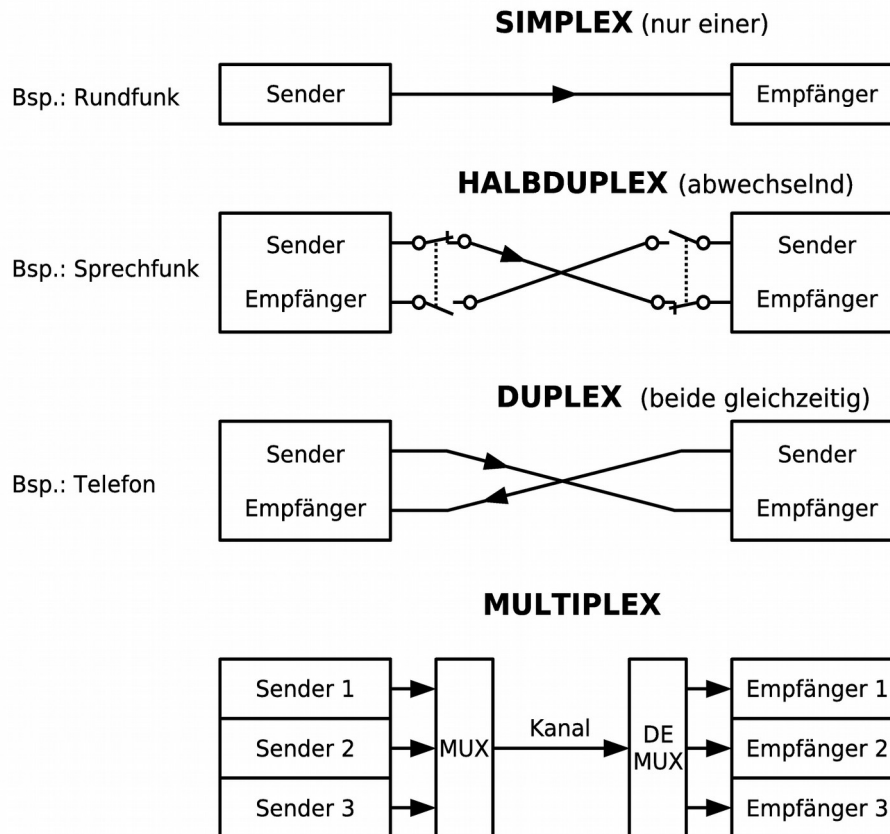 SIMPLEX (nur einer)
Bsp.: Rundfunk
Sender
Empfänger
HALBDUPLEX (abwechselnd)
Bsp.: Sprechfunk
Sender
Empfänger
Sender
Empfänger
DUPLEX (beide gleichzeitig)
Bsp.: Telefon
Sender
Empfänger
Sender
Empfänger
MULTIPLEX
Sender 1
Sender 2
Sender 3
MUX
Kanal
DE
MUX
Empfänger 1
Empfänger 2
Empfänger 3